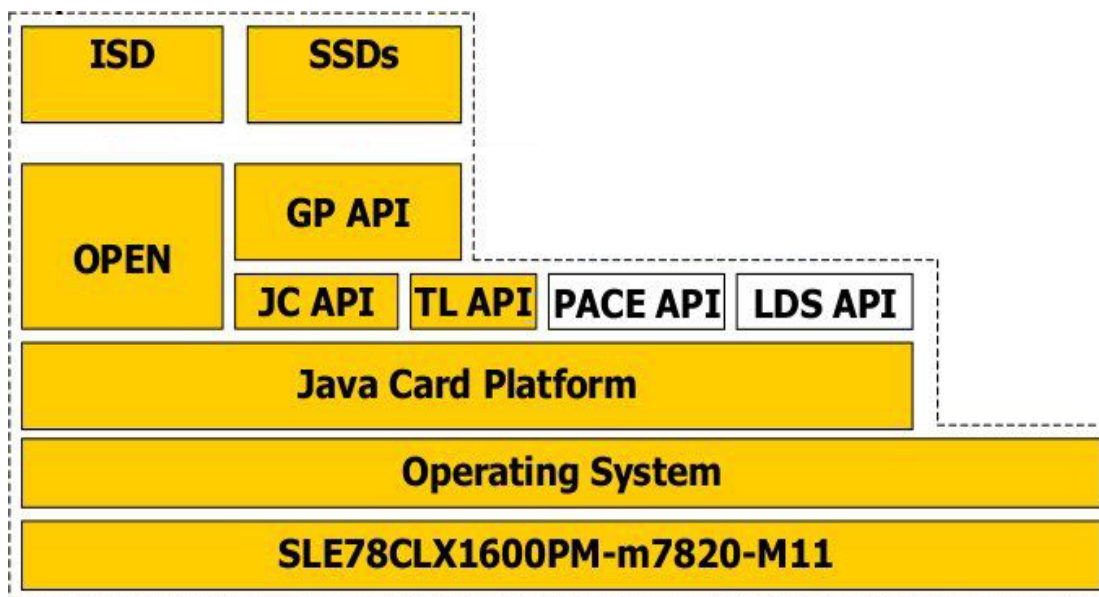 ISD
SSDs
OPEN
GP API
JC API
TL API
PACE API
LDS API
Java Card Platform
Operating System
SLE78CLX1600PM-m7820-M11